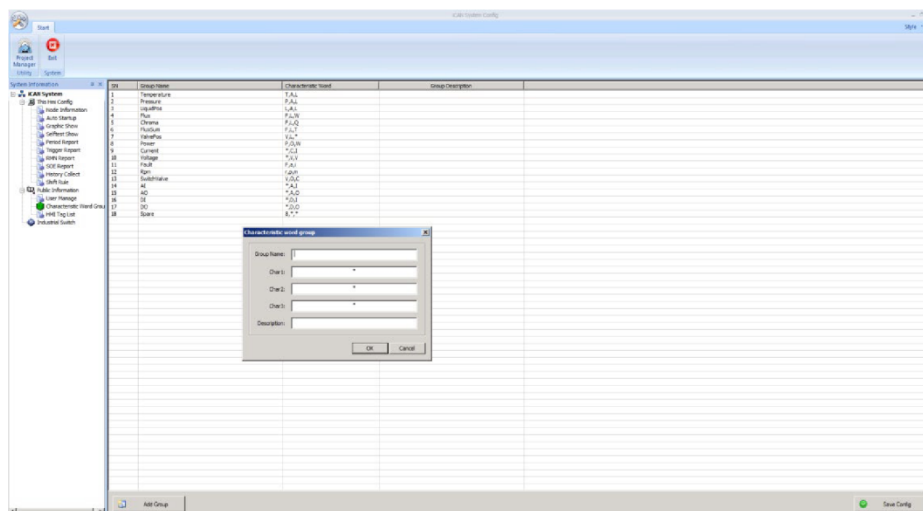 iCAN System Config
Start
Style
Project Manager
Exit
Utility
System
System Information
SN
Group Name
Characteristic Word
Group Description
iCAN System
This Hmi Config
Node Information
Auto Startup
Graphic Show
Selftest Show
Period Report
Trigger Report
RMN Report
SOE Report
History Collect
Shift Rule
Public Information
User Manage
Characteristic Word Grou
HMI Tag List
Industrial Switch
1 Temperature T,A,L
2 Pressure P,A,L
3 LiquidPos L,A,L
4 Flux F,L,W
5 Chroma P,L,Q
6 FluxSum F,L,T
7 ValvePos V,L,*
8 Power P,O,W
9 Current *,C,I
10 Voltage *,V,V
11 Fault
12 Rpm
13 SwitchValve V,O,C
14 AI *,A,I
15 AO *,A,O
16 DI *,D,I
17 DO *,D,O
18 Spare
Characteristic word group
Group Name:
Char1: *
Char2: *
Char3: *
Description:
OK
Cancel
Add Group
Save Config